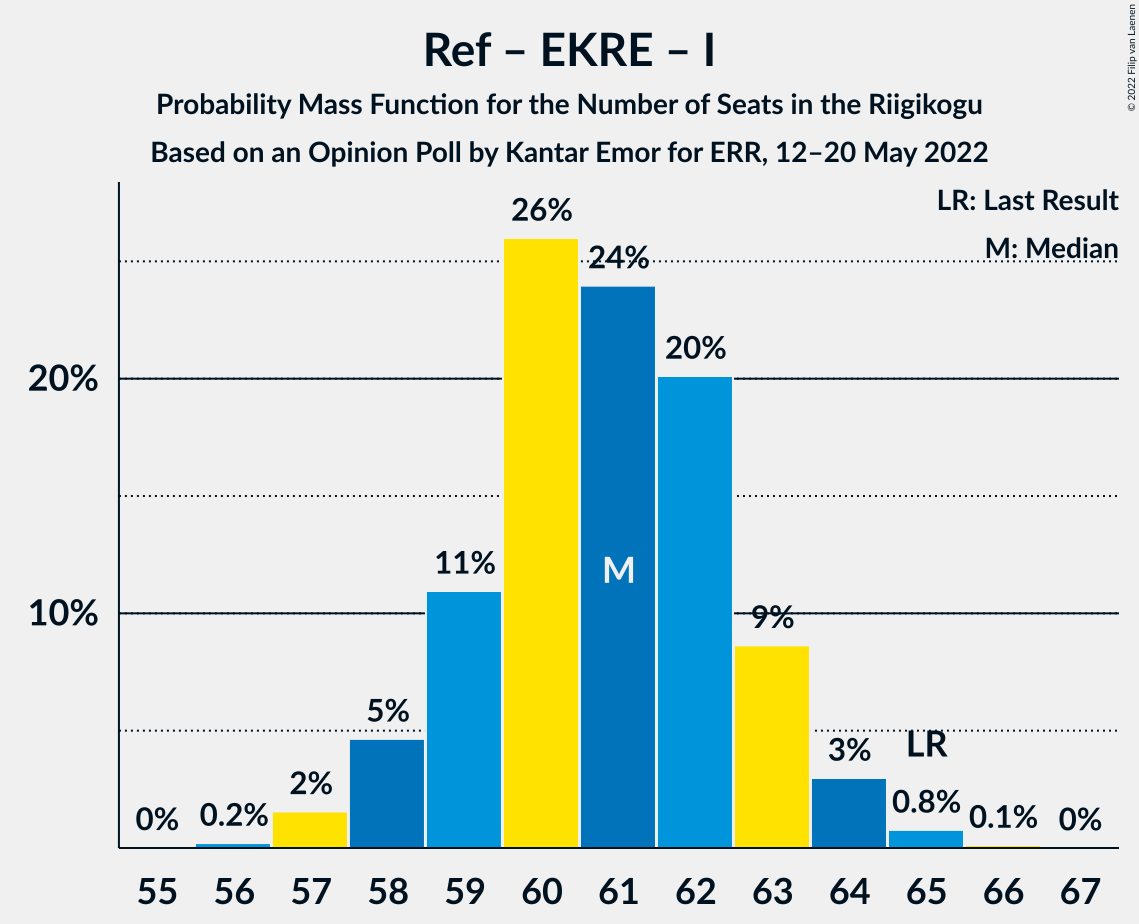 Ref – EKRE – I
Probability Mass Function for the Number of Seats in the Riigikogu
Based on an Opinion Poll by Kantar Emor for ERR, 12–20 May 2022
© 2022 Filip van Laenen
LR: Last Result
M: Median
20%
10%
0%
0.2%
2%
5%
11%
26%
24%
M
20%
9%
3%
LR
0.8%
0.1%
0%
55 56 57 58 59 60 61 62 63 64 65 66 67